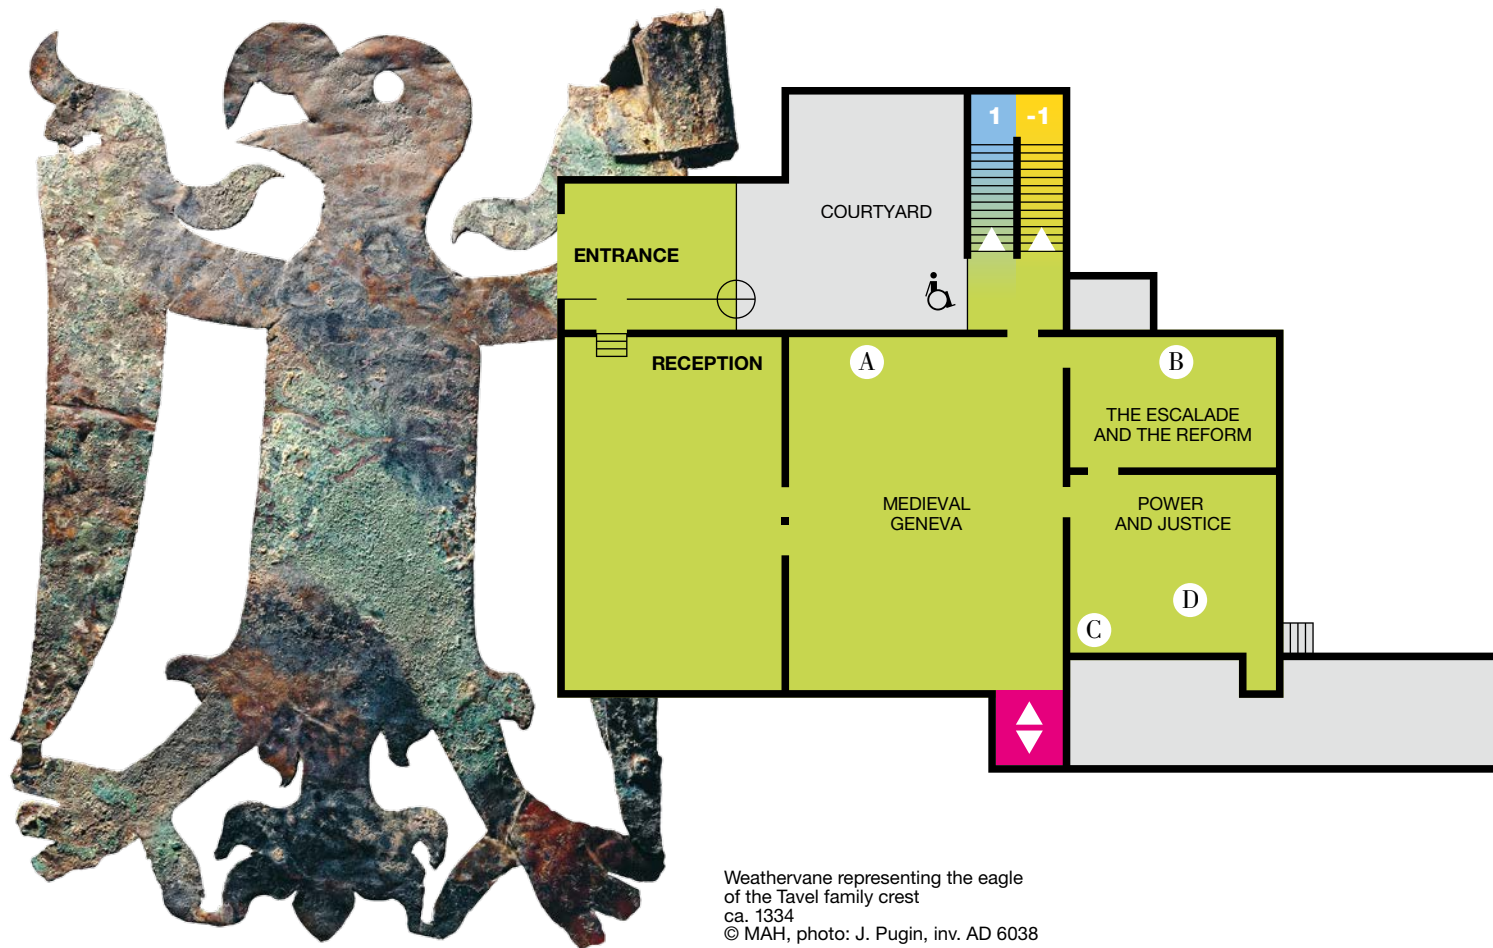 1 -1
COURTYARD
ENTRANCE
RECEPTION
A
B
THE ESCALADE
AND THE REFORM
MEDIEVAL
GENEVA
POWER
AND JUSTICE
D
C
Weathervane representing the eagle
of the Tavel family crest
ca. 1334
© MAH, photo: J. Pugin, inv. AD 6038